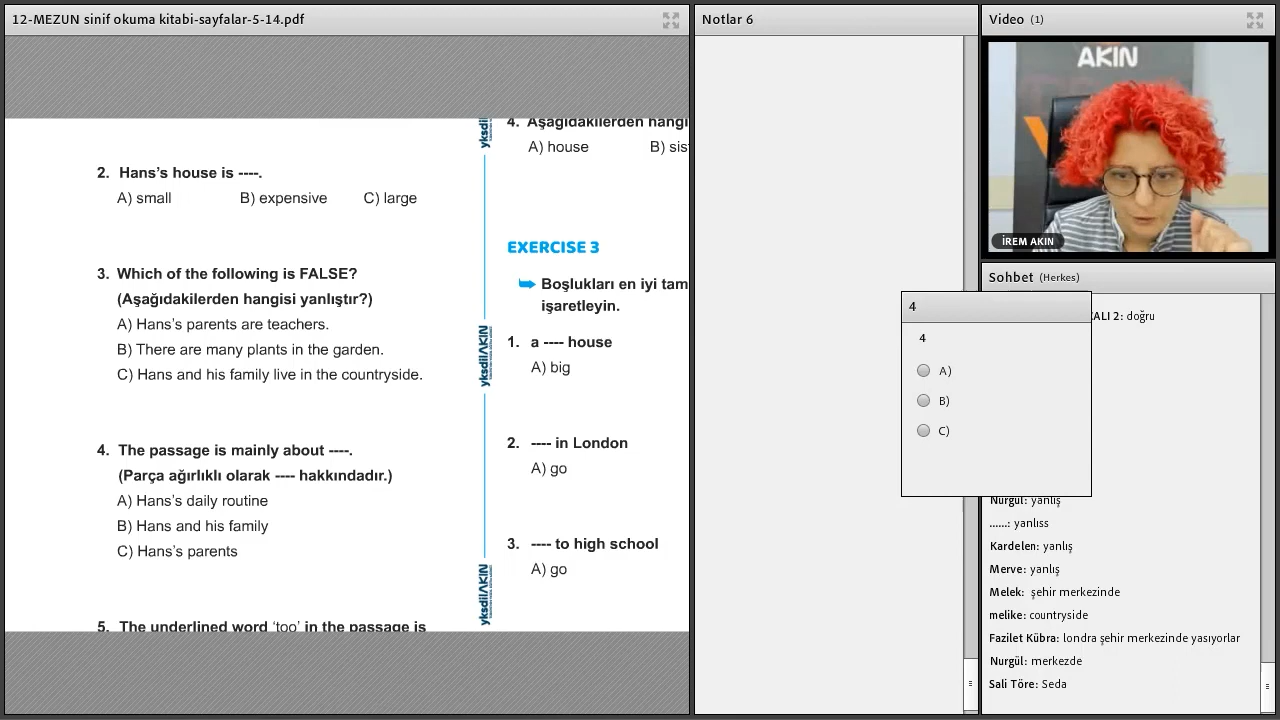 12-MEZUN sinif okuma kitabi-sayfalar-5-14.pdf
2. Hans's house is ----.
A) small B) expensive C) large
3. Which of the following is FALSE?
(Aşağıdakilerden hangisi yanlıştır?)
A) Hans's parents are teachers.
B) There are many plants in the garden.
C) Hans and his family live in the countryside.
4. The passage is mainly about ----.
(Parça ağırlıklı olarak ---- hakkındadır.)
A) Hans's daily routine
B) Hans and his family
C) Hans's parents
5. The underlined word 'too' in the passage is
yksdilAKIN
yksdilAKIN
4. Aşağıdakilerden hangi
A) house B) sis
EXERCISE 3
Boşlukları en iyi tam
işaretleyin.
1. a ---- house
A) big
2. ---- in London
A) go
3. ---- to high school
A) go
Notlar 6
Video (1)
AKIN
İREM AKIN
Sohbet (Herkes)
4
4
A)
B)
C)
CALI 2: doğru
Nurgül: yanlış
......: yanlıss
Kardelen: yanlış
Merve: yanlış
Melek: şehir merkezinde
melike: countryside
Fazilet Kübra: londra şehir merkezinde yasıyorlar
Nurgül: merkezde
Sali Töre: Seda